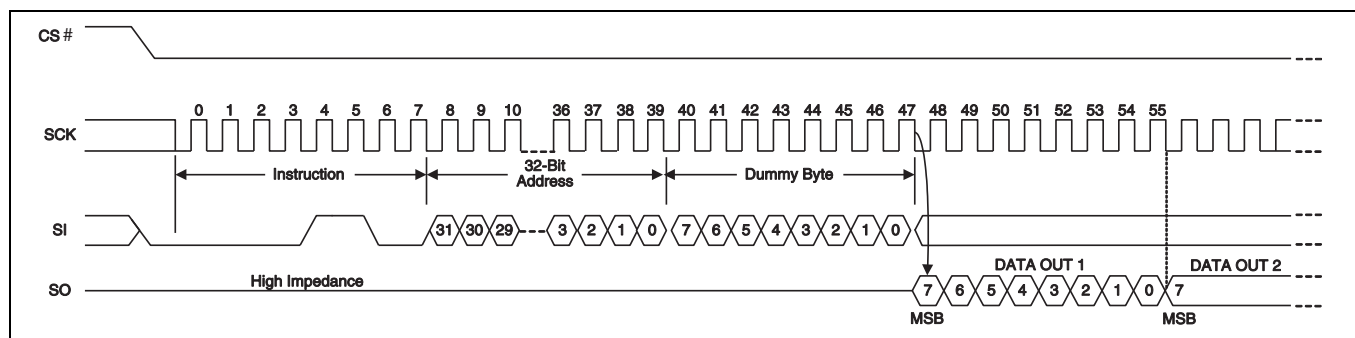 CS #
0 1 2 3 4 5 6 7 8 9 10 36 37 38 39 40 41 42 43 44 45 46 47 48 49 50 51 52 53 54 55
SCK
Instruction
32-Bit
Address
Dummy Byte
SI
31 30 29 3 2 1 0 7 6 5 4 3 2 1 0
DATA OUT 1
DATA OUT 2
High Impedance
SO
7 6 5 4 3 2 1 0 7
MSB
MSB